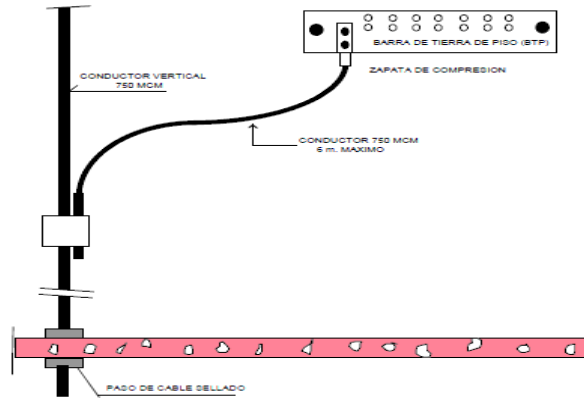 BARRA DE TIERRA DE PISO (BTP)
ZAPATA DE COMPRESION
CONDUCTOR VERTICAL
750 MCM
CONDUCTOR 750 MCM
6 m. MAXIMO
PASO DE CABLE SELLADO